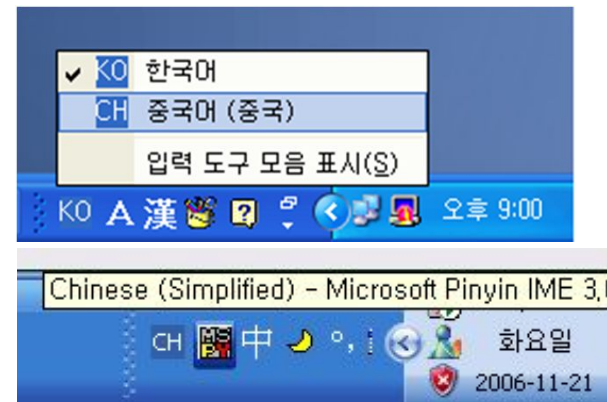 ✔ KO 한국어
CH 중국어 (중국)
입력 도구 모음 표시(S)
KO A 漢 ? 오후 9:00
Chinese (Simplified) - Microsoft Pinyin IME 3,
CH MS PY 中 °, 화요일
2006-11-21